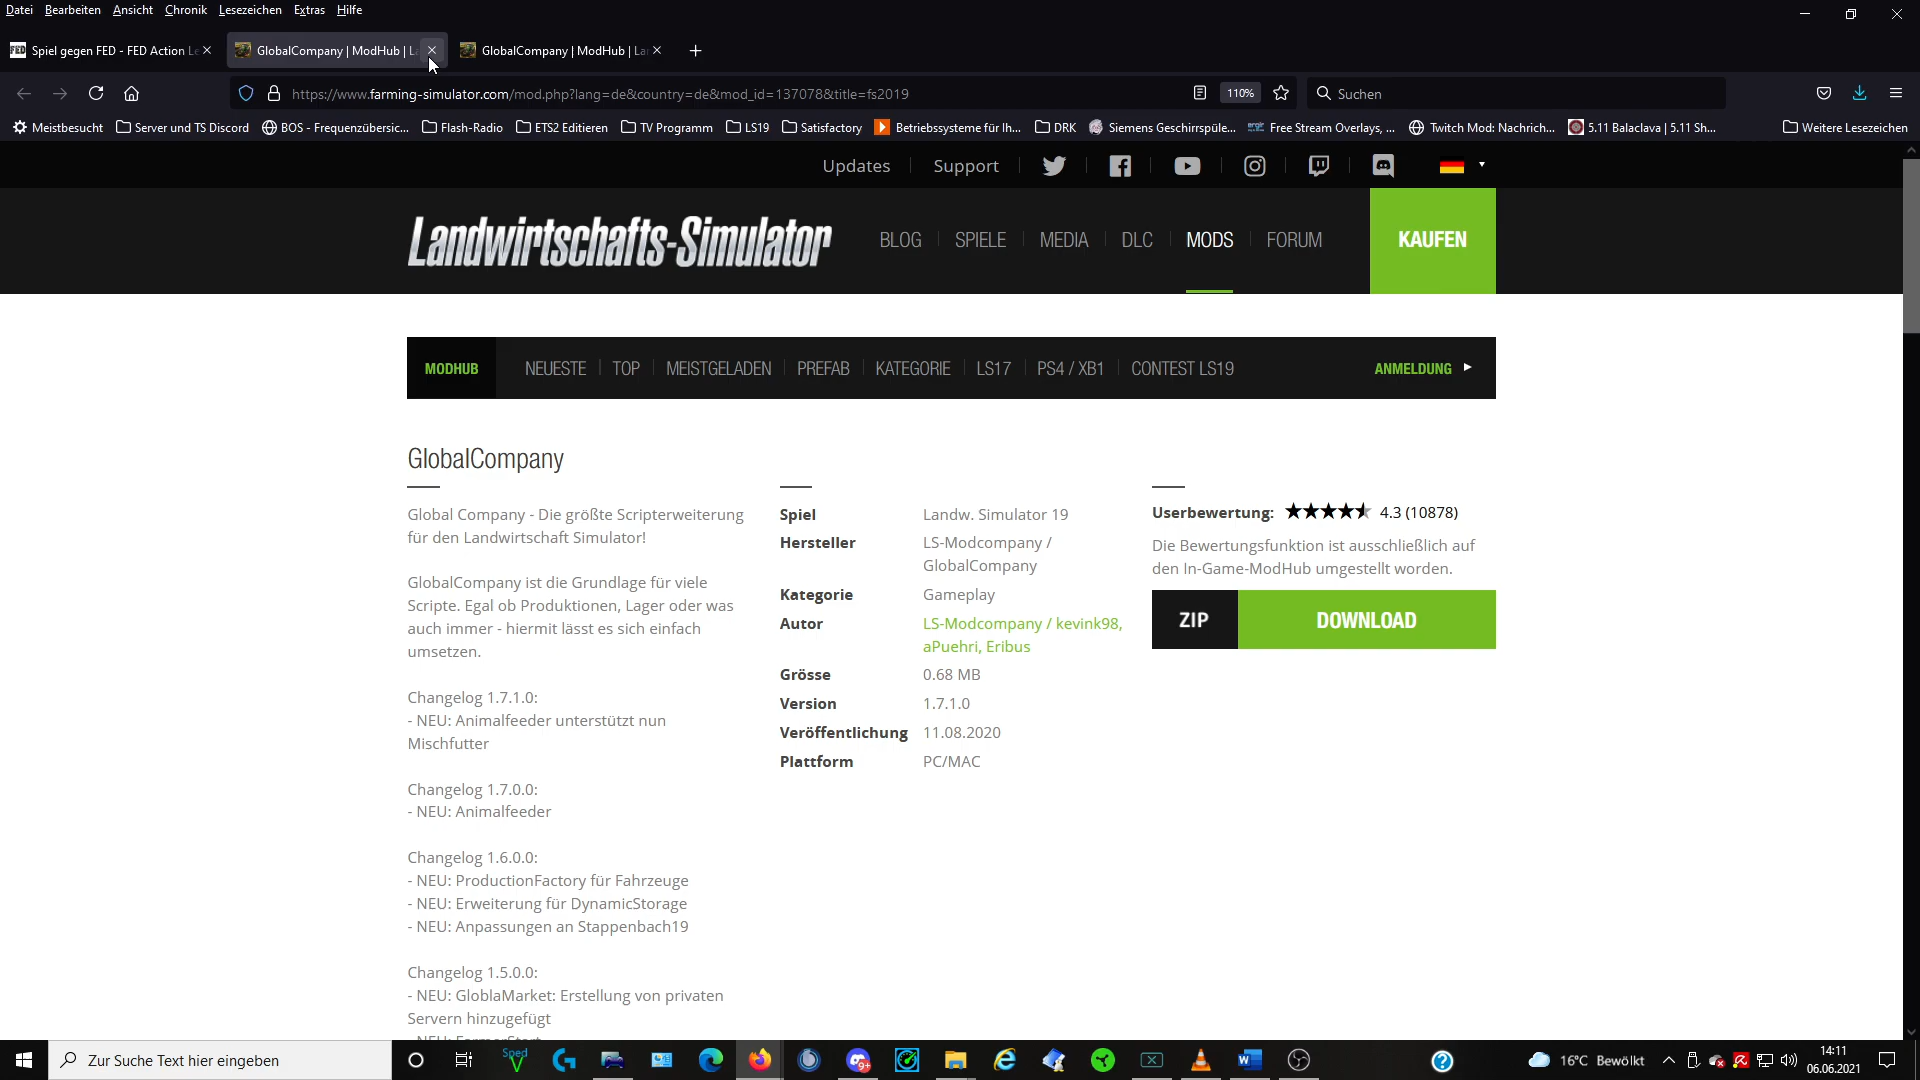 Datei Bearbeiten Ansicht Chronik Lesezeichen Extras Hilfe
FED Spiel gegen FED - FED Action Le
GlobalCompany | ModHub | La
GlobalCompany | ModHub | La
https://www.farming-simulator.com/mod.php?lang=de&country=de&mod_id=137078&title=fs2019
110%
Suchen
Meistbesucht Server und TS Discord BOS - Frequenzübersic... Flash-Radio ETS2 Editieren TV Programm LS19 Satisfactory Betriebssysteme für Ih... DRK Siemens Geschirrspüle... Free Stream Overlays, ... Twitch Mod: Nachrich... 5.11 Balaclava | 5.11 Sh... Weitere Lesezeichen
Updates Support
Landwirtschafts-Simulator
BLOG SPIELE MEDIA DLC MODS FORUM KAUFEN
MODHUB NEUESTE TOP MEISTGELADEN PREFAB KATEGORIE LS17 PS4 / XB1 CONTEST LS19 ANMELDUNG
GlobalCompany
Global Company - Die größte Scripterweiterung
für den Landwirtschaft Simulator!
GlobalCompany ist die Grundlage für viele
Scripte. Egal ob Produktionen, Lager oder was
auch immer - hiermit lässt es sich einfach
umsetzen.
Changelog 1.7.1.0:
- NEU: Animalfeeder unterstützt nun
Mischfutter
Changelog 1.7.0.0:
- NEU: Animalfeeder
Changelog 1.6.0.0:
- NEU: ProductionFactory für Fahrzeuge
- NEU: Erweiterung für DynamicStorage
- NEU: Anpassungen an Stappenbach19
Changelog 1.5.0.0:
- NEU: GloblaMarket: Erstellung von privaten
Servern hinzugefügt
- NEU: FarmerStart
Spiel Landw. Simulator 19
Hersteller LS-Modcompany /
GlobalCompany
Kategorie Gameplay
Autor LS-Modcompany / kevink98,
aPuehri, Eribus
Grösse 0.68 MB
Version 1.7.1.0
Veröffentlichung 11.08.2020
Plattform PC/MAC
Userbewertung: 4.3 (10878)
Die Bewertungsfunktion ist ausschließlich auf
den In-Game-ModHub umgestellt worden.
ZIP DOWNLOAD
Zur Suche Text hier eingeben
Sped V
9+
16°C Bewölkt
14:11
06.06.2021